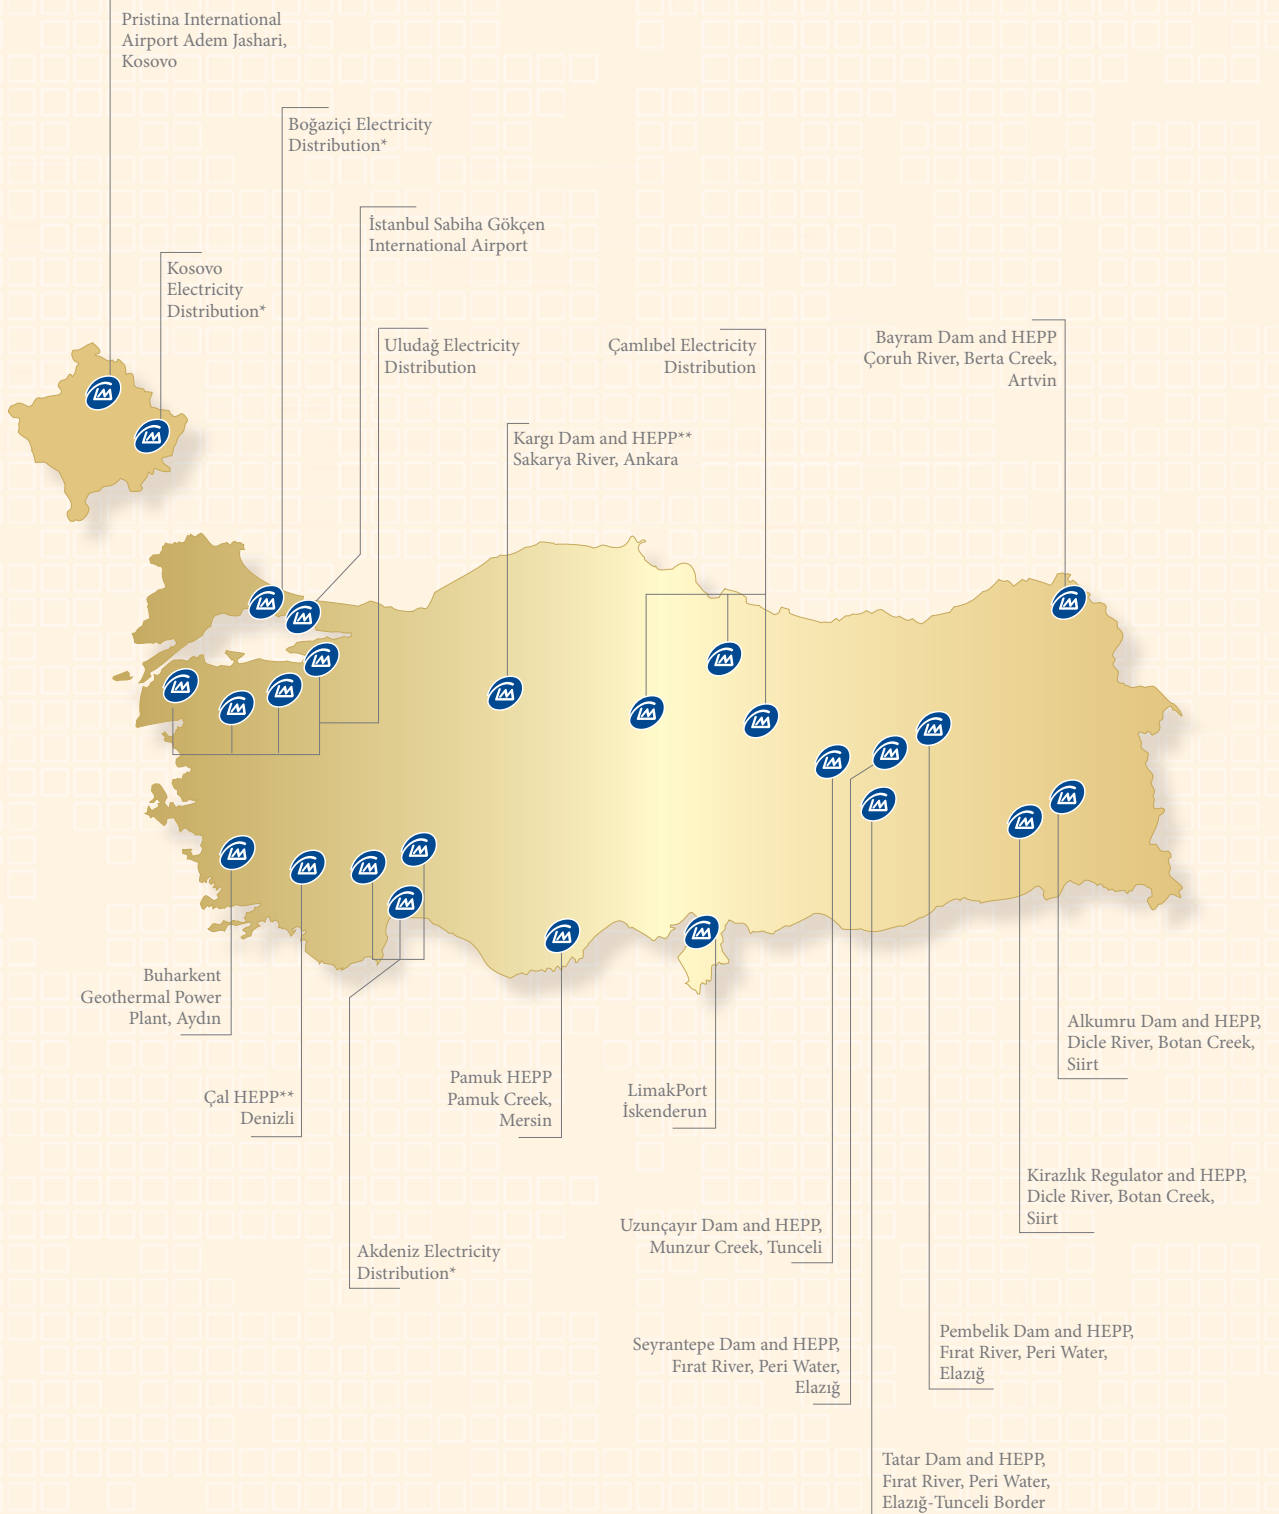 Pristina International
Airport Adem Jashari,
Kosovo
Boğaziçi Electricity
Distribution*
İstanbul Sabiha Gökçen
International Airport
Kosovo
Electricity
Distribution*
Uludağ Electricity
Distribution
Çamlıbel Electricity
Distribution
Bayram Dam and HEPP
Çoruh River, Berta Creek,
Artvin
Kargı Dam and HEPP**
Sakarya River, Ankara
Buharkent
Geothermal Power
Plant, Aydın
Çal HEPP**
Denizli
Pamuk HEPP
Pamuk Creek,
Mersin
LimakPort
İskenderun
Alkumru Dam and HEPP,
Dicle River, Botan Creek,
Siirt
Kirazlık Regulator and HEPP,
Dicle River, Botan Creek,
Siirt
Uzunçayır Dam and HEPP,
Munzur Creek, Tunceli
Akdeniz Electricity
Distribution*
Seyrantepe Dam and HEPP,
Fırat River, Peri Water,
Elazığ
Pembelik Dam and HEPP,
Fırat River, Peri Water,
Elazığ
Tatar Dam and HEPP,
Fırat River, Peri Water,
Elazığ-Tunceli Border